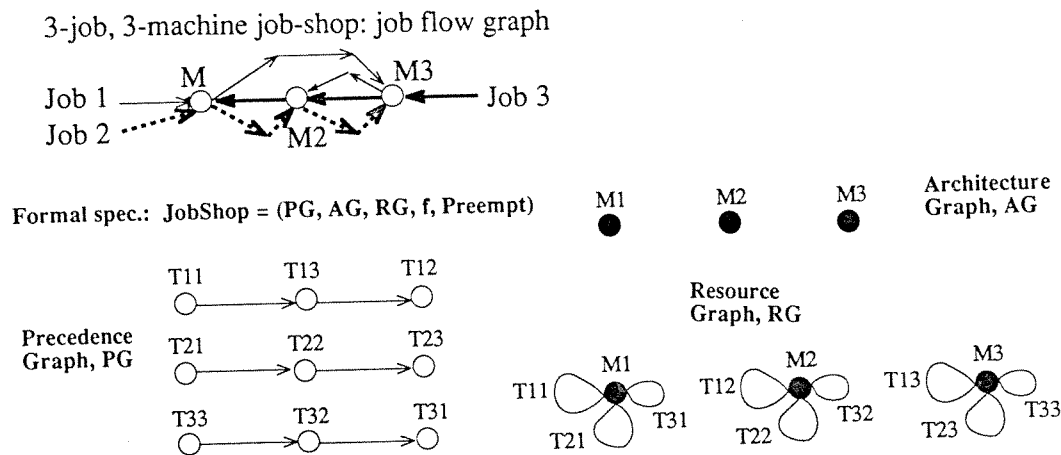 3-job, 3-machine job-shop: job flow graph
M
M3
Job 1
Job 3
Job 2
M2
Formal spec.: JobShop = (PG, AG, RG, f, Preempt)
M1
M2
M3
Architecture
Graph, AG
T11
T13
T12
Precedence
Graph, PG
T21
T22
T23
T33
T32
T31
Resource
Graph, RG
M1
T11
T21
T31
M2
T12
T22
T32
M3
T13
T23
T33